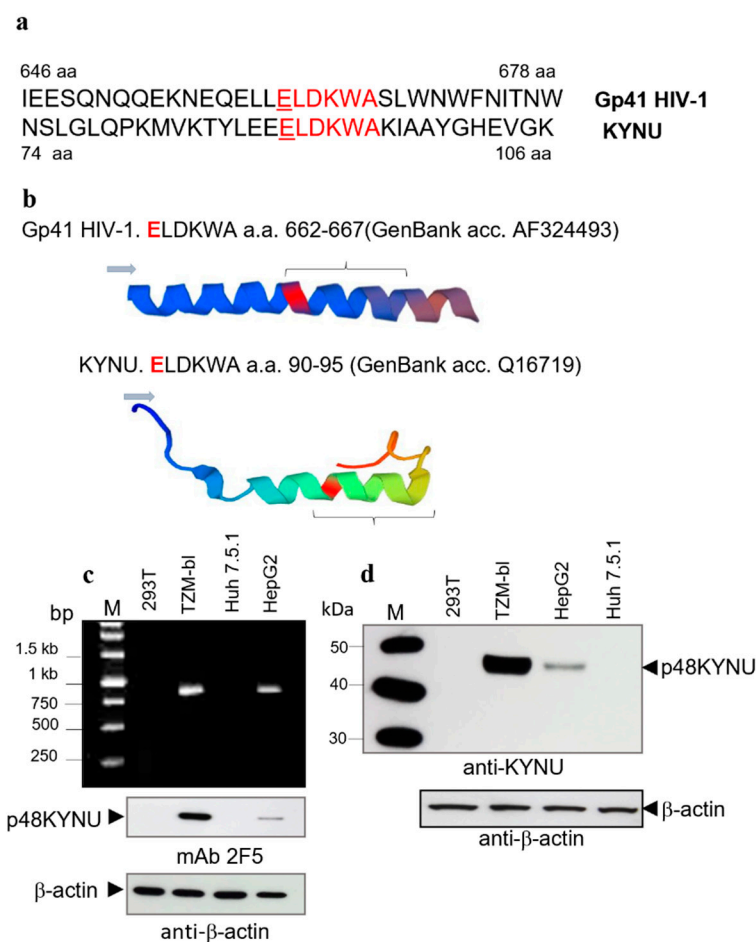 a
646 aa 678 aa
IEESQNQQEKNEQELLELDKWASLWNWFNITNW Gp41 HIV-1
NSLGLQPKMVKTYLEEELDKWAKIAAYGHEVGK KYNU
74 aa 106 aa
b
Gp41 HIV-1. ELDKWA a.a. 662-667(GenBank acc. AF324493)
KYNU. ELDKWA a.a. 90-95 (GenBank acc. Q16719)
c
bp M 293T TZM-bl Huh 7.5.1 HepG2
1.5 kb
1 kb
750
500
250
p48KYNU
mAb 2F5
β-actin
anti-β-actin
d
kDa M 293T TZM-bl HepG2 Huh 7.5.1
50
p48KYNU
40
30
anti-KYNU
β-actin
anti-β-actin